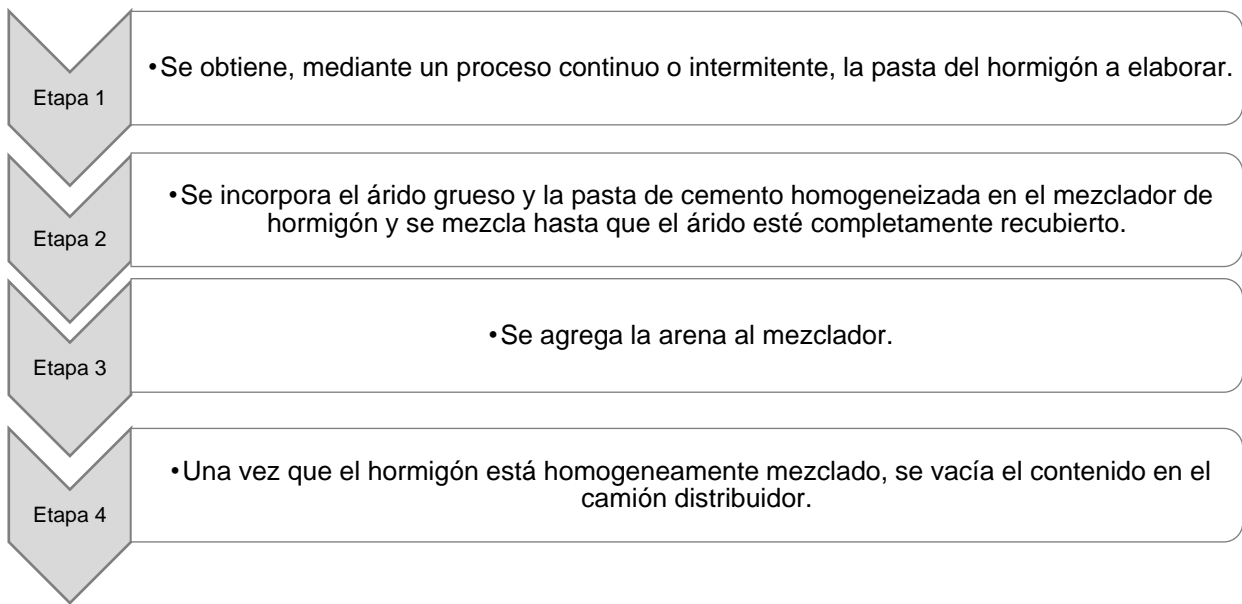 Etapa 1
•Se obtiene, mediante un proceso continuo o intermitente, la pasta del hormigón a elaborar.
Etapa 2
•Se incorpora el árido grueso y la pasta de cemento homogeneizada en el mezclador de
hormigón y se mezcla hasta que el árido esté completamente recubierto.
Etapa 3
•Se agrega la arena al mezclador.
Etapa 4
•Una vez que el hormigón está homogeneamente mezclado, se vacía el contenido en el
camión distribuidor.